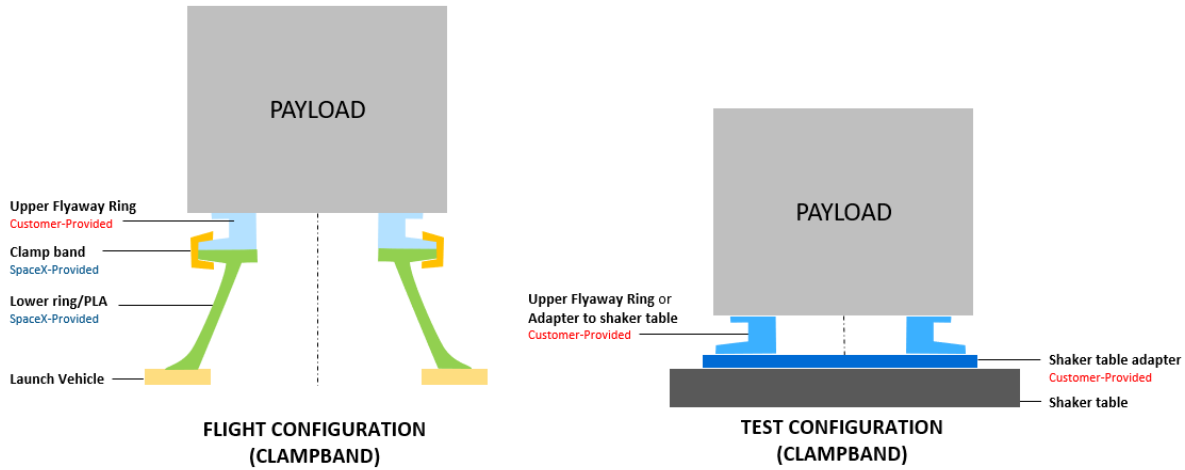 PAYLOAD
Upper Flyaway Ring
Customer-Provided
Clamp band
SpaceX-Provided
Lower ring/PLA
SpaceX-Provided
Launch Vehicle
FLIGHT CONFIGURATION
(CLAMPBAND)
PAYLOAD
Upper Flyaway Ring or
Adapter to shaker table
Customer-Provided
Shaker table adapter
Customer-Provided
Shaker table
TEST CONFIGURATION
(CLAMPBAND)